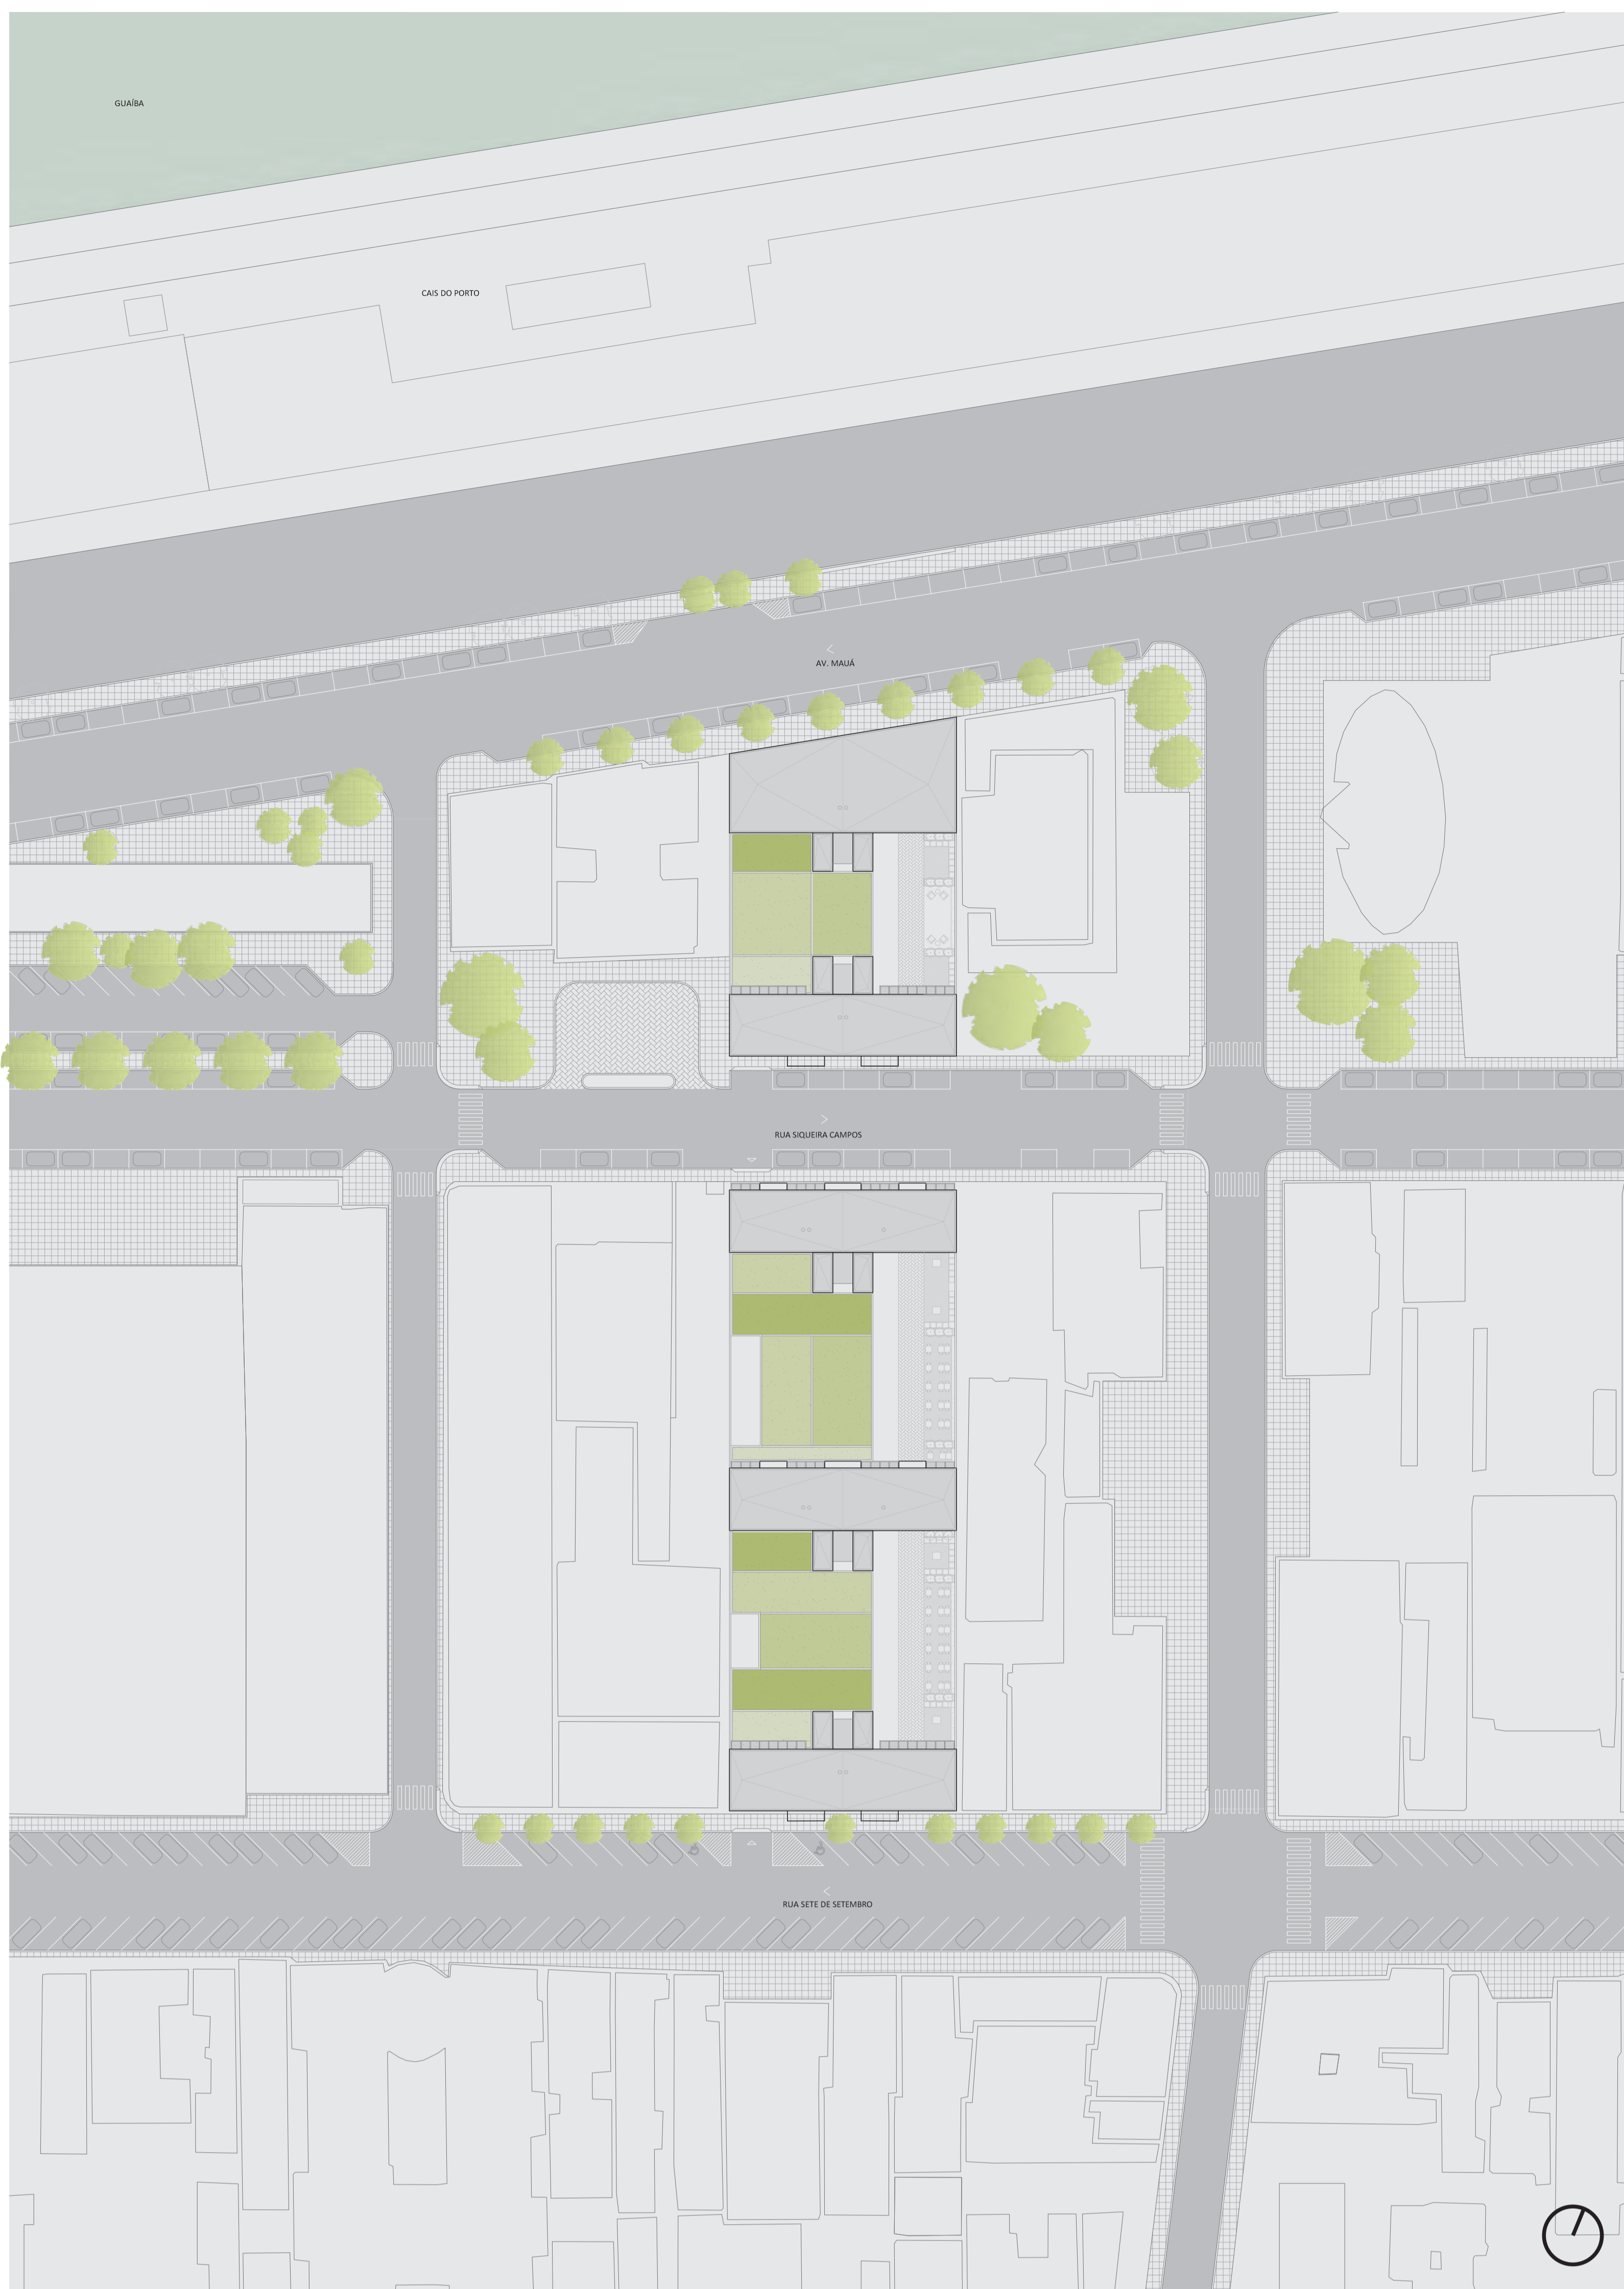 GUAÍBA
CAIS DO PORTO
AV. MAUÁ
RUA SIQUEIRA CAMPOS
RUA SETE DE SETEMBRO